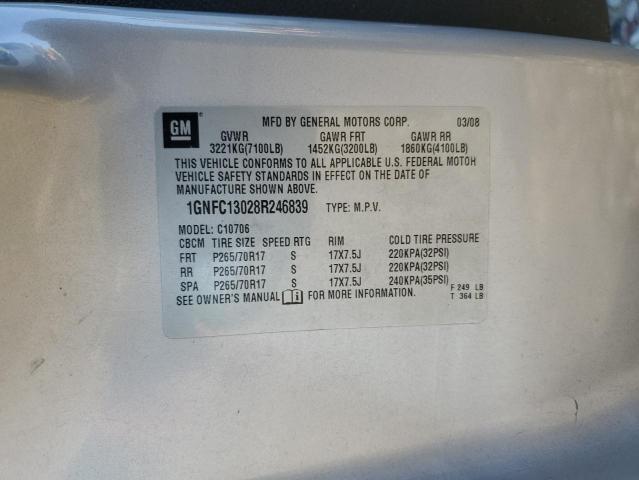 GM MFD BY GENERAL MOTORS CORP. 03/08
GVWR GAWR FRT GAWR RR
3221KG(7100LB) 1452KG(3200LB) 1860KG(4100LB)
THIS VEHICLE CONFORMS TO ALL APPLICABLE U.S. FEDERAL MOTOR
VEHICLE SAFETY STANDARDS IN EFFECT ON THE DATE OF
MANUFACTURE SHOWN ABOVE.
1GNFC13028R246839 TYPE: M.P.V.
MODEL: C10706
CBCM TIRE SIZE SPEED RTG RIM COLD TIRE PRESSURE
FRT P265/70R17 S 17X7.5J 220KPA(32PSI)
RR P265/70R17 S 17X7.5J 220KPA(32PSI)
SPA P265/70R17 S 17X7.5J 240KPA(35PSI) F 249 LB
SEE OWNER'S MANUAL i FOR MORE INFORMATION. T 364 LB